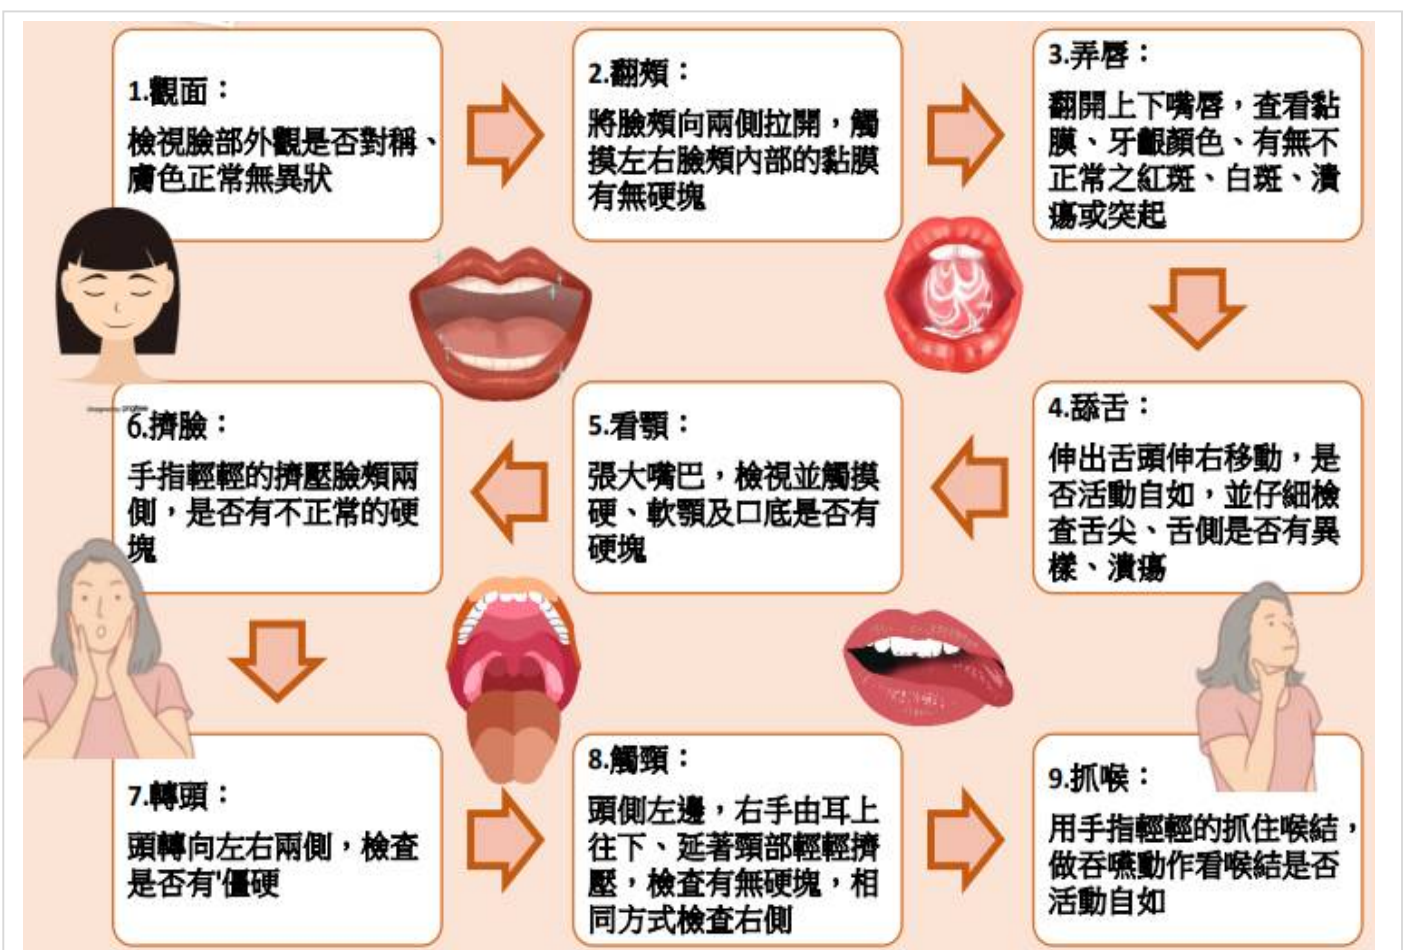 1.觀面：
檢視臉部外觀是否對稱、
膚色正常無異狀
2.翻頰：
將臉頰向兩側拉開，觸
摸左右臉頰內部的黏膜
有無硬塊
3.弄唇：
翻開上下嘴唇，查看黏
膜、牙齦顏色、有無不
正常之紅斑、白斑、潰
瘍或突起
4.舔舌：
伸出舌頭伸右移動，是
否活動自如，並仔細檢
查舌尖、舌側是否有異
樣、潰瘍
5.看顎：
張大嘴巴，檢視並觸摸
硬、軟顎及口底是否有
硬塊
6.擠臉：
手指輕輕的擠壓臉頰兩
側，是否有不正常的硬
塊
7.轉頭：
頭轉向左右兩側，檢查
是否有'僵硬
8.觸頸：
頭側左邊，右手由耳上
往下、延著頸部輕輕擠
壓，檢查有無硬塊，相
同方式檢查右側
9.抓喉：
用手指輕輕的抓住喉結，
做吞嚥動作看喉結是否
活動自如